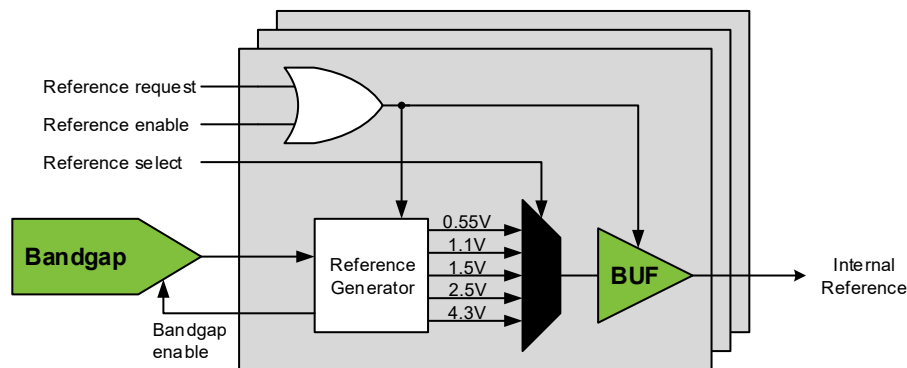 Reference request
Reference enable
Reference select
Bandgap
Bandgap
enable
Reference
Generator
0.55V
1.1V
1.5V
2.5V
4.3V
BUF
Internal
Reference